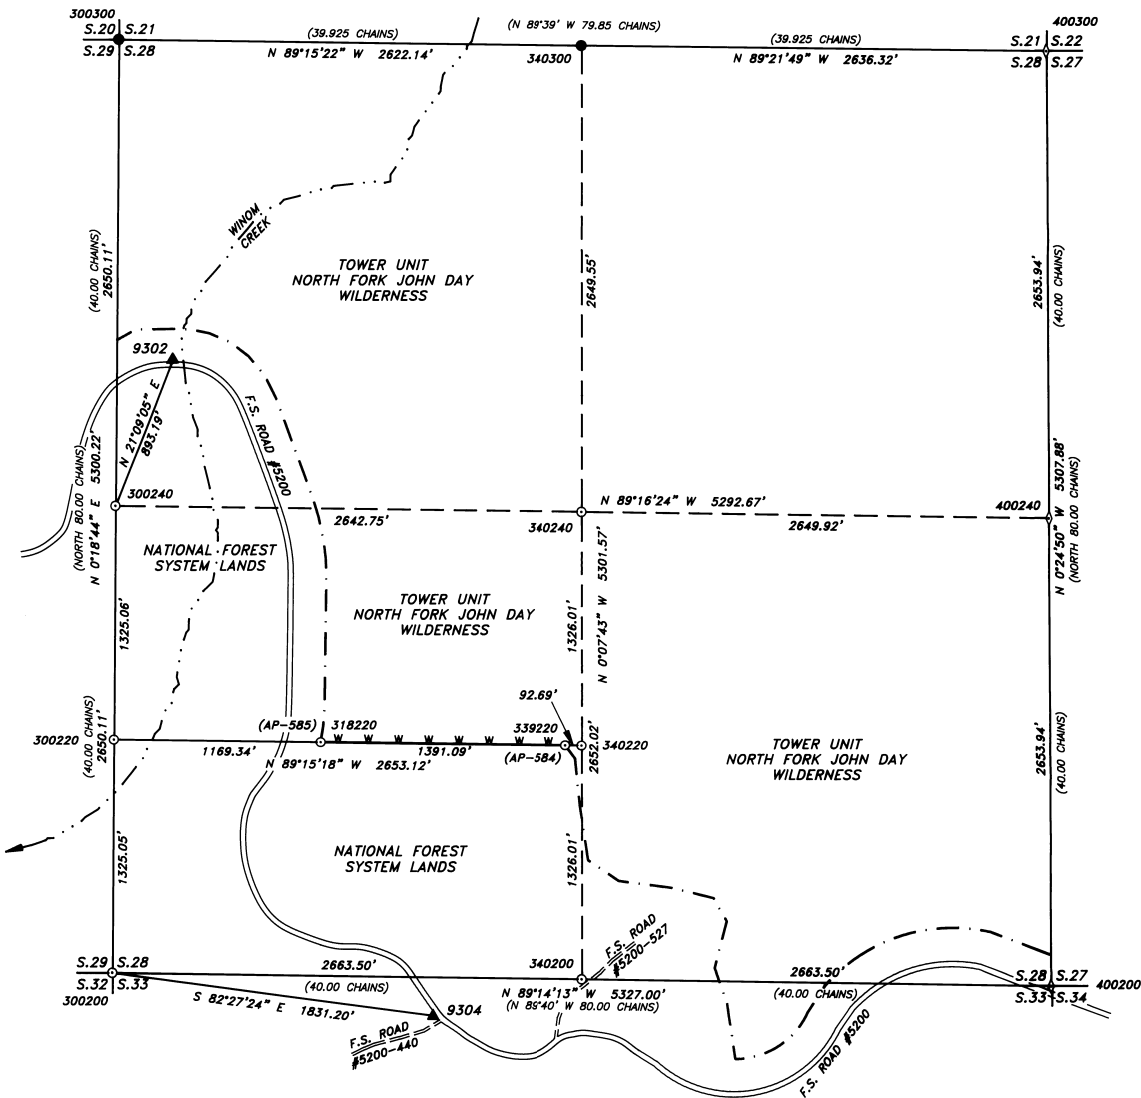 300300
S.20 S.21
S.29 S.28
(39.925 CHAINS)
N 89°15'22" W 2622.14'
(N 89°39' W 79.85 CHAINS)
340300
(39.925 CHAINS)
N 89°21'49" W 2636.32'
400300
S.21 S.22
S.28 S.27
WINOM
CREEK
TOWER UNIT
NORTH FORK JOHN DAY
WILDERNESS
(40.00 CHAINS)
2650.11'
2649.55'
2653.94'
(40.00 CHAINS)
9302
N 21°09'05" E
893.19'
F.S. ROAD #5200
(NORTH 80.00 CHAINS)
N 0°18'44" E 5300.22'
300240
2642.75'
340240
N 89°16'24" W 5292.67'
2649.92'
400240
N 0°24'50" W 5307.88'
(NORTH 80.00 CHAINS)
NATIONAL FOREST
SYSTEM LANDS
TOWER UNIT
NORTH FORK JOHN DAY
WILDERNESS
1325.06'
1326.01'
N 0°07'43" W 5301.57'
92.69'
300220
(AP-585)
318220
339220
340220
1169.34'
1391.09'
(AP-584)
N 89°15'18" W 2653.12'
(40.00 CHAINS)
2650.11'
2652.02'
TOWER UNIT
NORTH FORK JOHN DAY
WILDERNESS
2653.94'
(40.00 CHAINS)
1325.05'
NATIONAL FOREST
SYSTEM LANDS
1326.01'
F.S. ROAD
#5200-527
S.29 S.28
S.32 S.33
300200
2663.50'
(40.00 CHAINS)
S 82°27'24" E 1831.20'
9304
F.S. ROAD
#5200-440
340200
N 89°14'13" W 5327.00'
(N 89°40' W 80.00 CHAINS)
2663.50'
(40.00 CHAINS)
S.28 S.27
S.33 S.34
400200
F.S. ROAD #5200
W W W W W W W W